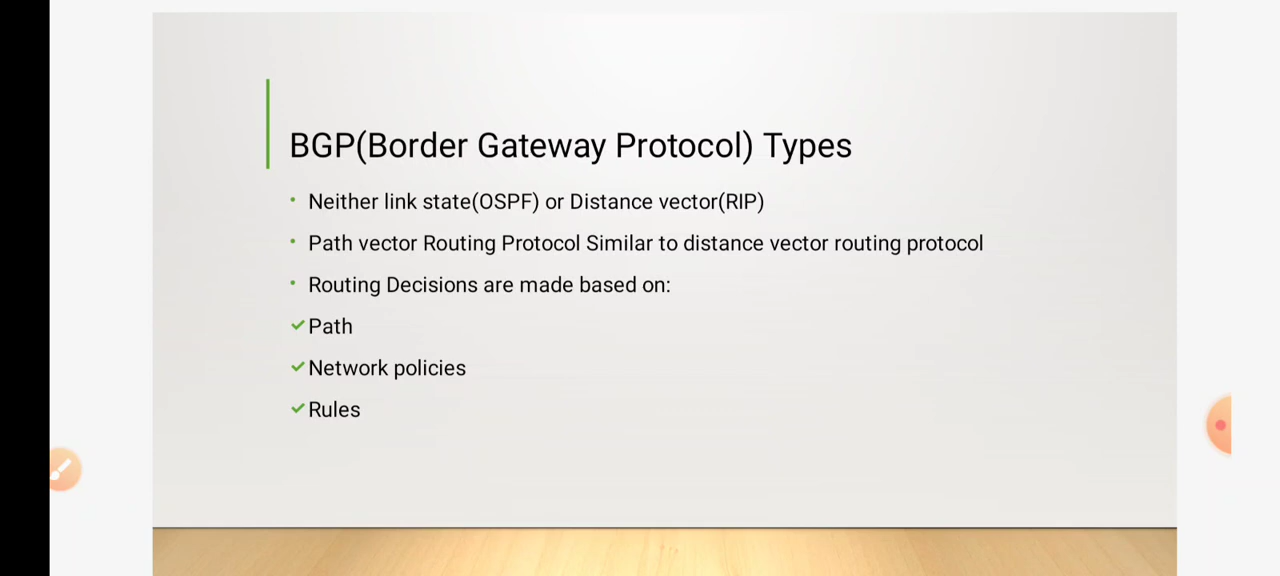 BGP(Border Gateway Protocol) Types
Neither link state(OSPF) or Distance vector(RIP)
Path vector Routing Protocol Similar to distance vector routing protocol
Routing Decisions are made based on:
Path
Network policies
Rules